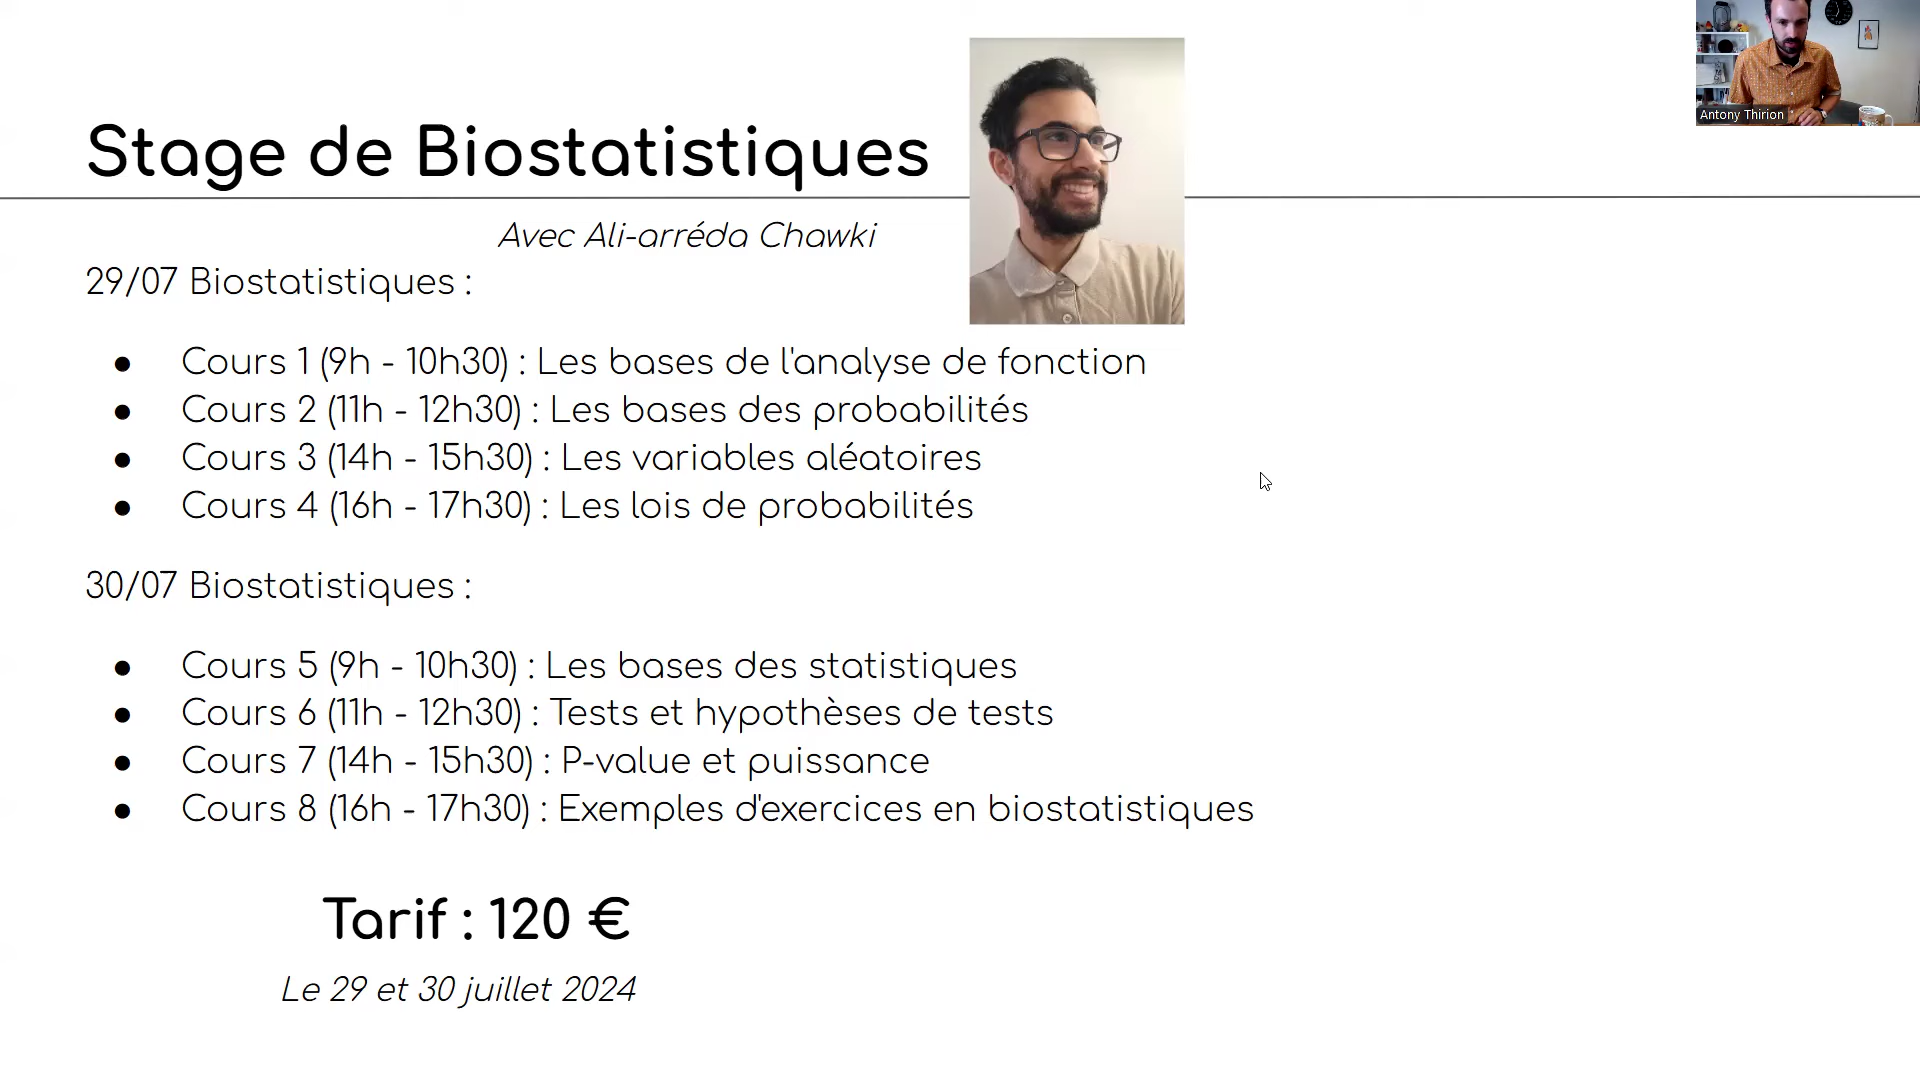 Stage de Biostatistiques
Antony Thirion
Avec Ali-arréda Chawki
29/07 Biostatistiques :
● Cours 1 (9h - 10h30) : Les bases de l'analyse de fonction
● Cours 2 (11h - 12h30) : Les bases des probabilités
● Cours 3 (14h - 15h30) : Les variables aléatoires
● Cours 4 (16h - 17h30) : Les lois de probabilités
30/07 Biostatistiques :
● Cours 5 (9h - 10h30) : Les bases des statistiques
● Cours 6 (11h - 12h30) : Tests et hypothèses de tests
● Cours 7 (14h - 15h30) : P-value et puissance
● Cours 8 (16h - 17h30) : Exemples d'exercices en biostatistiques
Tarif : 120 €
Le 29 et 30 juillet 2024